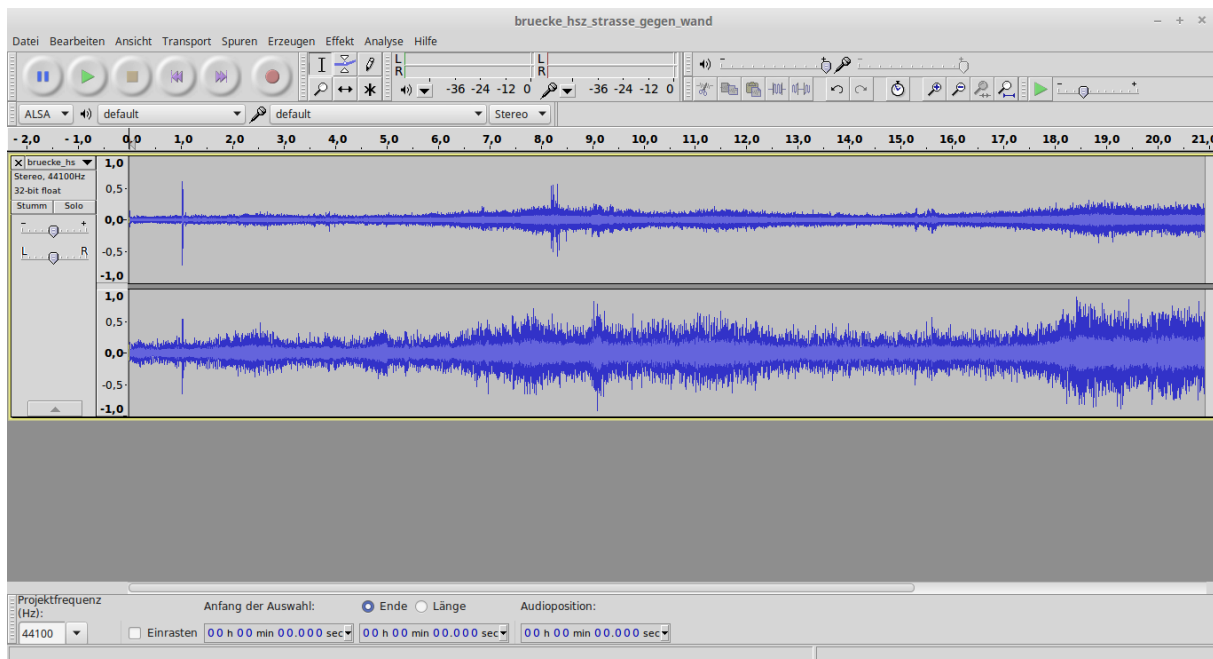 bruecke_hsz_strasse_gegen_wand
Datei Bearbeiten Ansicht Transport Spuren Erzeugen Effekt Analyse Hilfe
L L
R R
-36 -24 -12 0 -36 -24 -12 0
ALSA default default Stereo
- 2,0 - 1,0 0,0 1,0 2,0 3,0 4,0 5,0 6,0 7,0 8,0 9,0 10,0 11,0 12,0 13,0 14,0 15,0 16,0 17,0 18,0 19,0 20,0 21,0
X bruecke_hs 1,0
Stereo, 44100Hz
32-bit float 0,5
Stumm Solo
- + 0,0
L R -0,5
-1,0
1,0
0,5
0,0
-0,5
-1,0
Projektfrequenz
(Hz): Anfang der Auswahl: Ende Länge Audioposition:
44100 Einrasten 00 h 00 min 00.000 sec 00 h 00 min 00.000 sec 00 h 00 min 00.000 sec